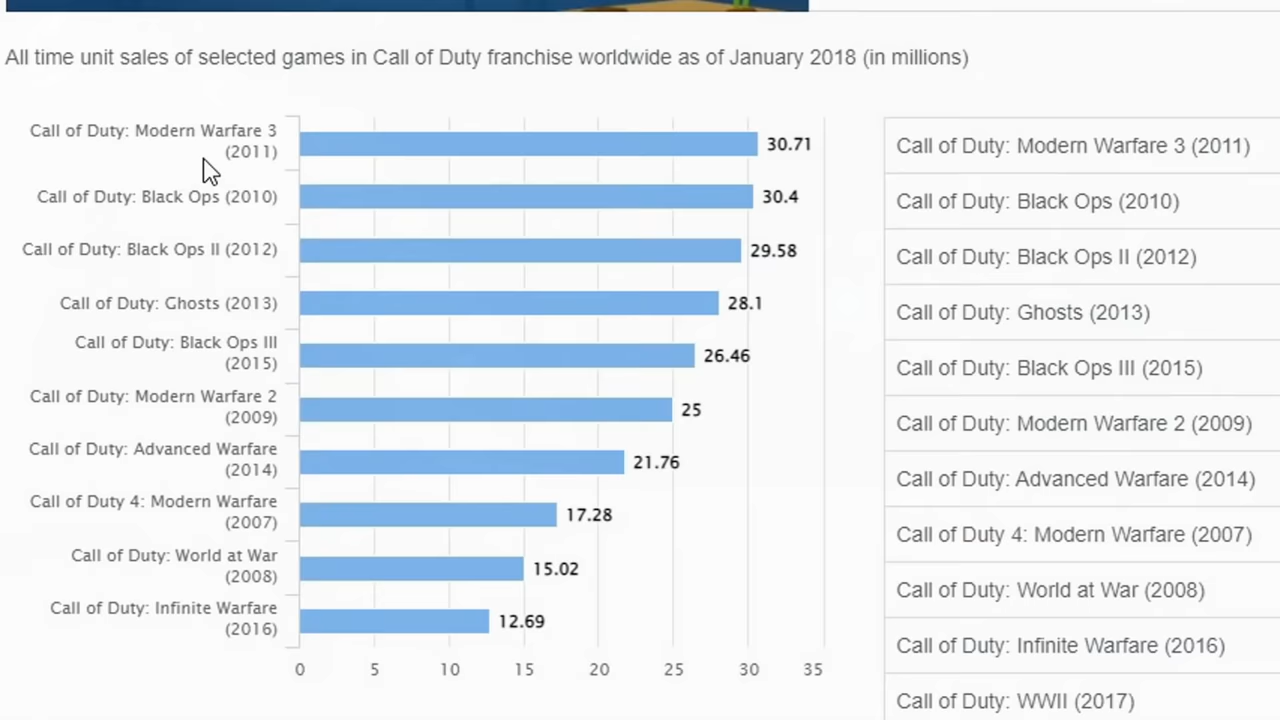 All time unit sales of selected games in Call of Duty franchise worldwide as of January 2018 (in millions)
Call of Duty: Modern Warfare 3
(2011)
30.71
Call of Duty: Black Ops (2010)
30.4
Call of Duty: Black Ops II (2012)
29.58
Call of Duty: Ghosts (2013)
28.1
Call of Duty: Black Ops III
(2015)
26.46
Call of Duty: Modern Warfare 2
(2009)
25
Call of Duty: Advanced Warfare
(2014)
21.76
Call of Duty 4: Modern Warfare
(2007)
17.28
Call of Duty: World at War
(2008)
15.02
Call of Duty: Infinite Warfare
(2016)
12.69
0 5 10 15 20 25 30 35
Call of Duty: Modern Warfare 3 (2011)
Call of Duty: Black Ops (2010)
Call of Duty: Black Ops II (2012)
Call of Duty: Ghosts (2013)
Call of Duty: Black Ops III (2015)
Call of Duty: Modern Warfare 2 (2009)
Call of Duty: Advanced Warfare (2014)
Call of Duty 4: Modern Warfare (2007)
Call of Duty: World at War (2008)
Call of Duty: Infinite Warfare (2016)
Call of Duty: WWII (2017)